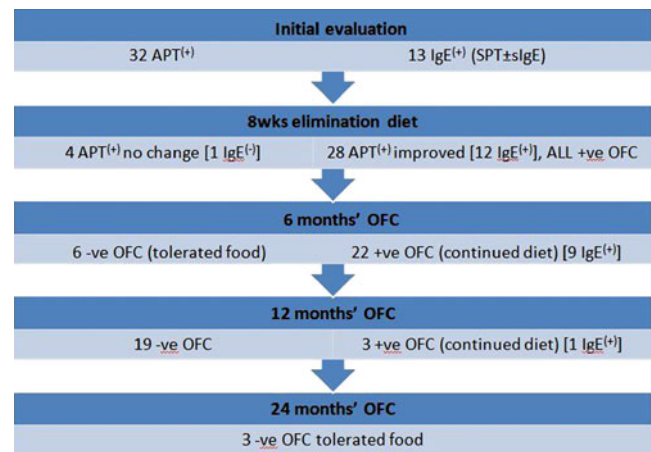 Initial evaluation
32 APT(+) 13 IgE(+) (SPT±sIgE)
8wks elimination diet
4 APT(+) no change [1 IgE(-)] 28 APT(+) improved [12 IgE(+)], ALL +ve OFC
6 months' OFC
6 -ve OFC (tolerated food) 22 +ve OFC (continued diet) [9 IgE(+)]
12 months' OFC
19 -ve OFC 3 +ve OFC (continued diet) [1 IgE(+)]
24 months' OFC
3 -ve OFC tolerated food